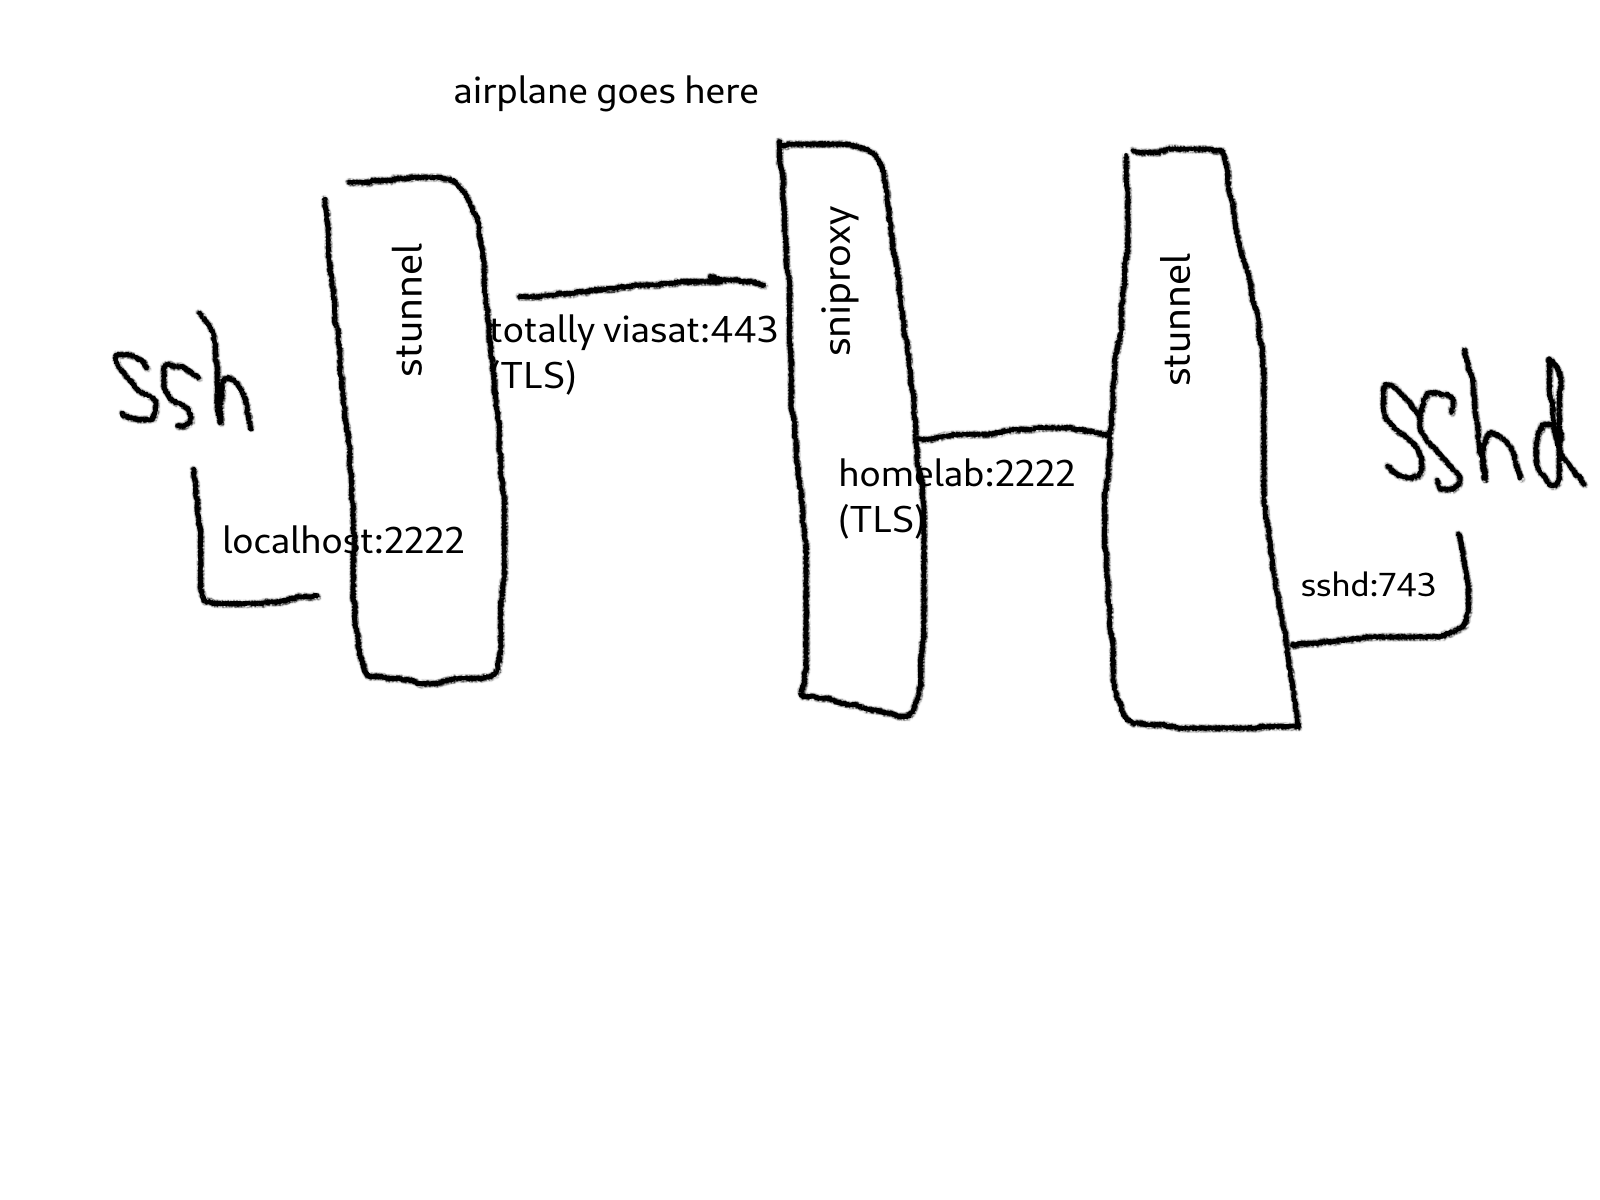 airplane goes here
stunnel
sniproxy
stunnel
totally viasat:443
(TLS)
ssh
sshd
homelab:2222
(TLS)
localhost:2222
sshd:743